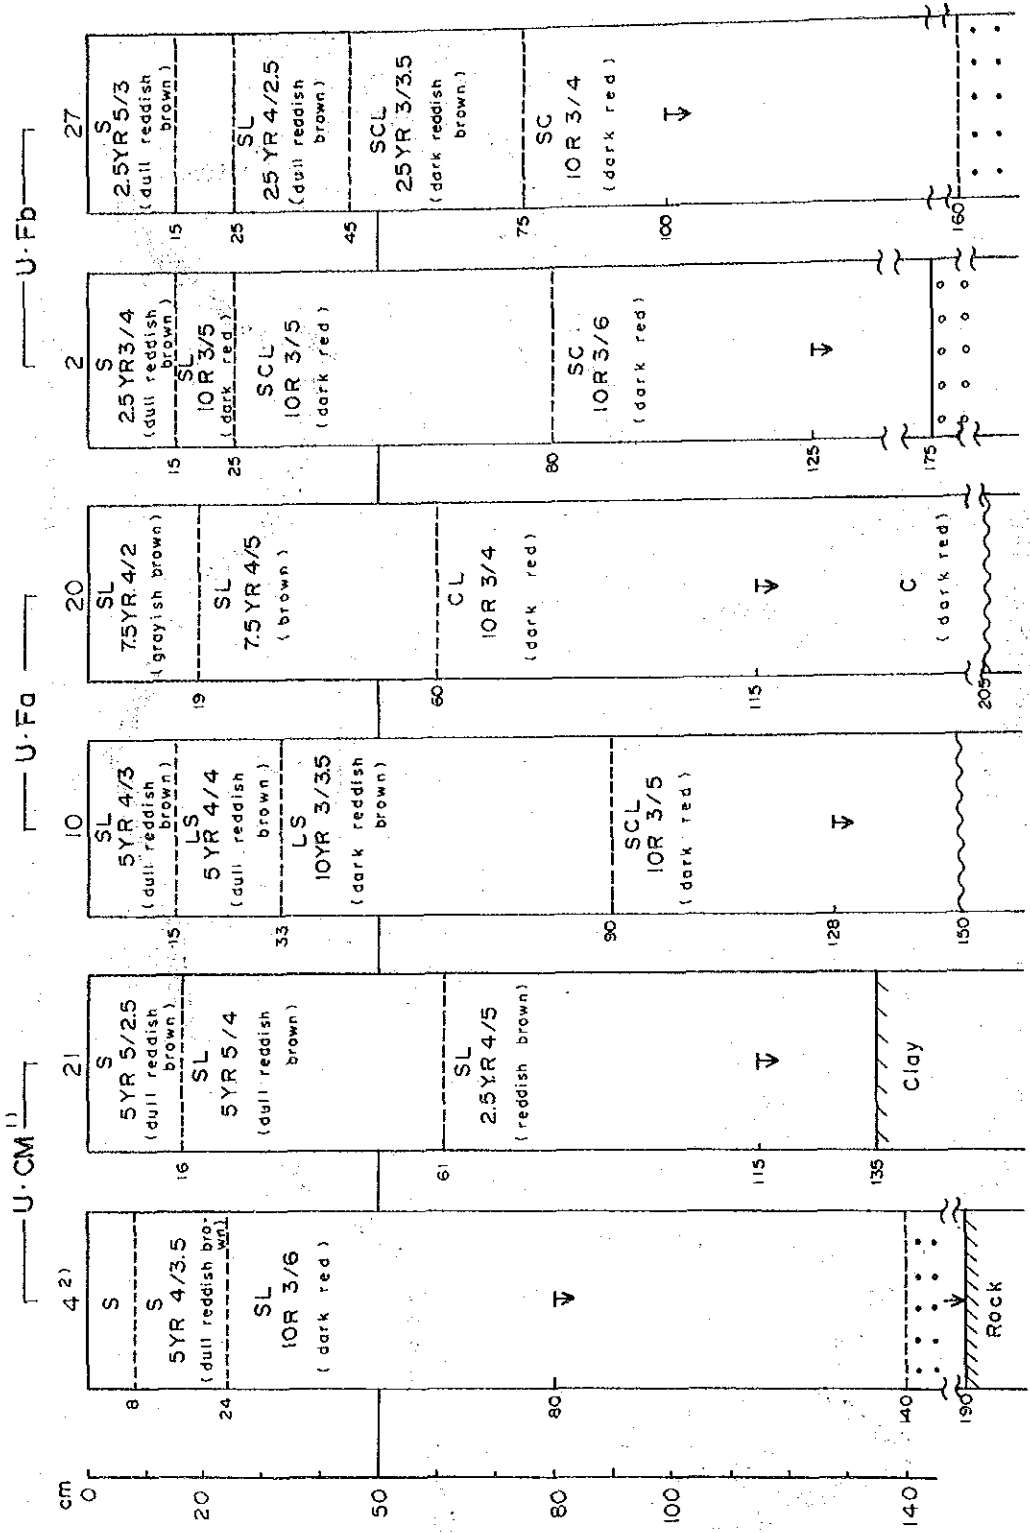 U·CM 1)
U·Fa
U·Fb
cm
0
20
50
80
100
140
4 2)
S
S
5YR 4/3.5
(dull reddish bro-
wn)
SL
10R 3/6
(dark red)
Rock
8
24
80
140
190
21
S
5YR 5/2.5
(dull reddish
brown)
SL
5YR 5/4
(dull reddish
brown)
SL
2.5YR 4/5
(reddish brown)
Clay
16
61
115
135
10
SL
5YR 4/3
(dull reddish
brown)
LS
5YR 4/4
(dull reddish
brown)
LS
10YR 3/3.5
(dark reddish
brown)
SCL
10R 3/5
(dark red)
15
33
90
128
150
20
SL
7.5YR 4/2
(grayish brown)
SL
7.5YR 4/5
(brown)
CL
10R 3/4
(dark red)
C
(dark red)
19
60
115
205
2
S
2.5YR 3/4
(dull reddish
brown)
SL
10R 3/5
(dark red)
SCL
10R 3/5
(dark red)
SC
10R 3/6
(dark red)
15
25
80
125
175
27
S
2.5YR 5/3
(dull reddish
brown)
SL
25YR 4/2.5
(dull reddish
brown)
SCL
25YR 3/3.5
(dark reddish
brown)
SC
10R 3/4
(dark red)
15
25
45
75
100
160